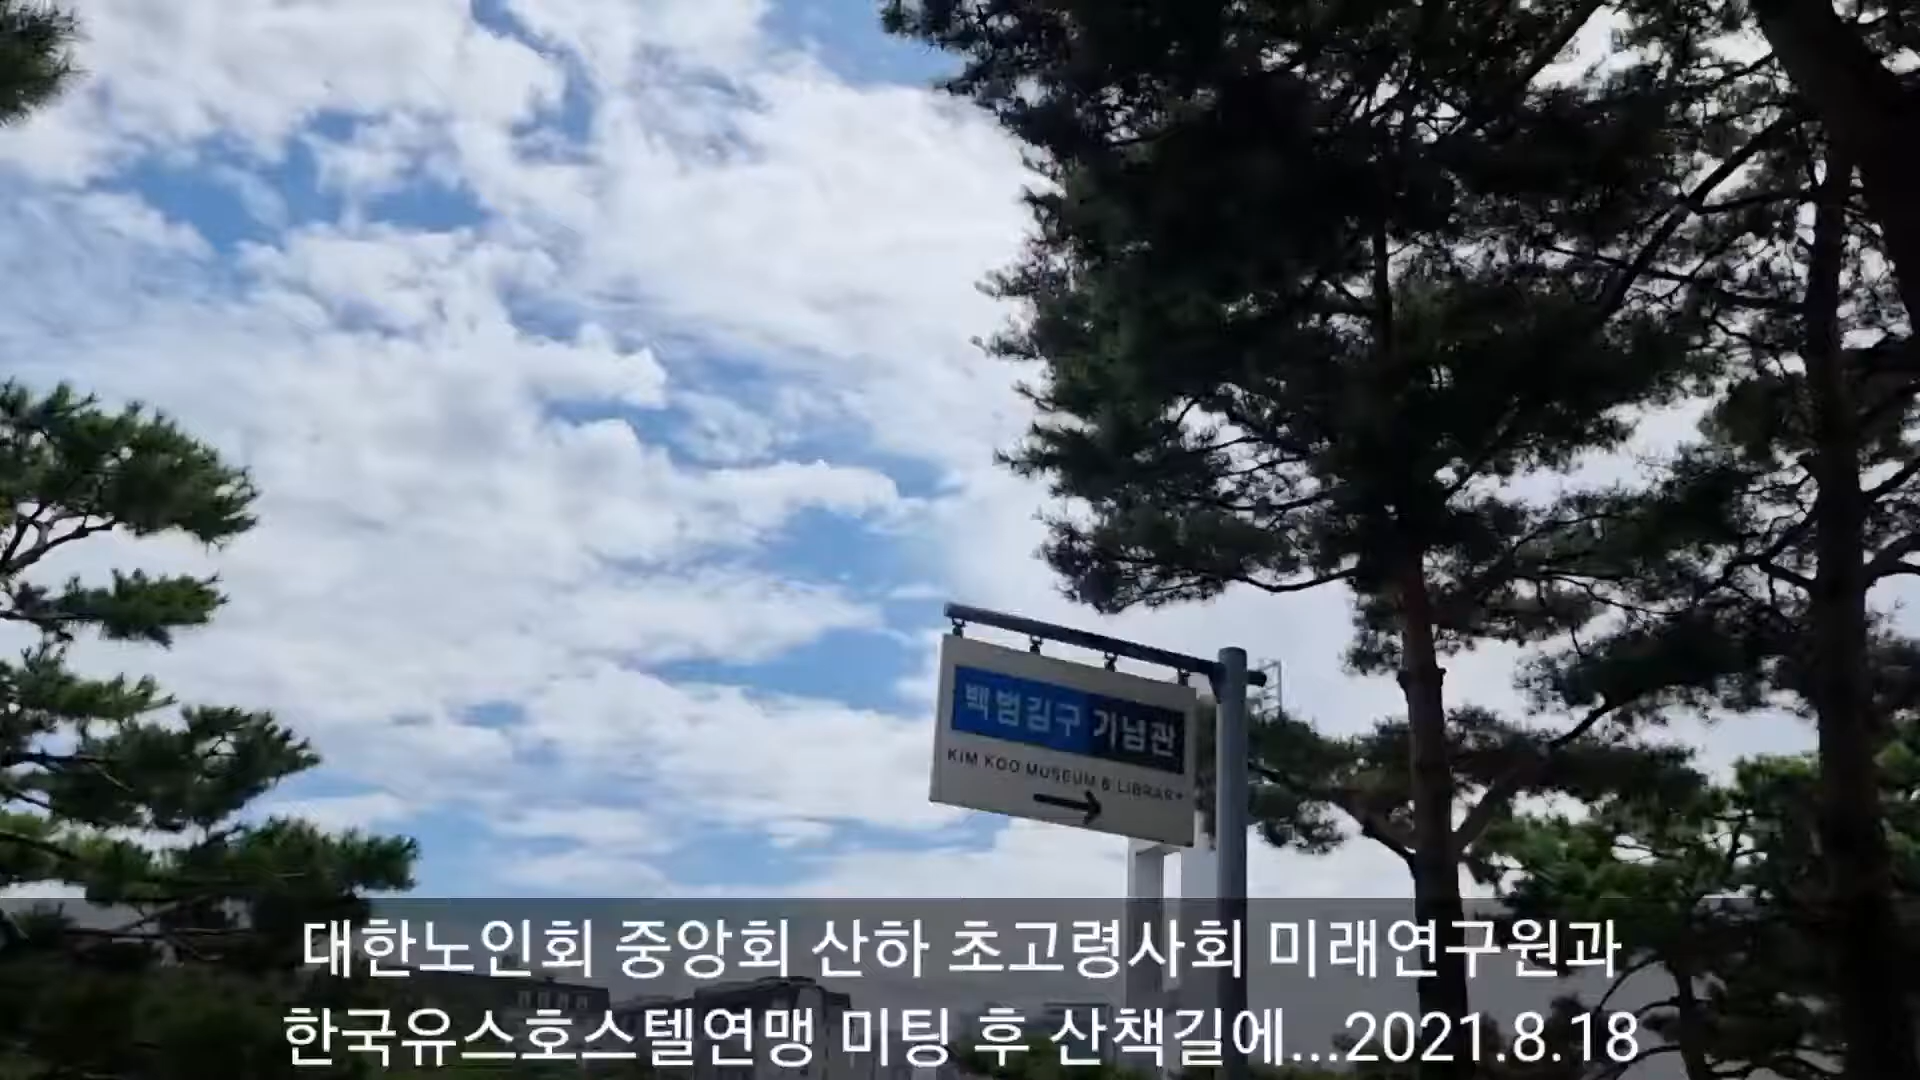 백범김구 기념관
KIM KOO MUSEUM & LIBRARY
대한노인회 중앙회 산하 초고령사회 미래연구원과
한국유스호스텔연맹 미팅 후 산책길에...2021.8.18